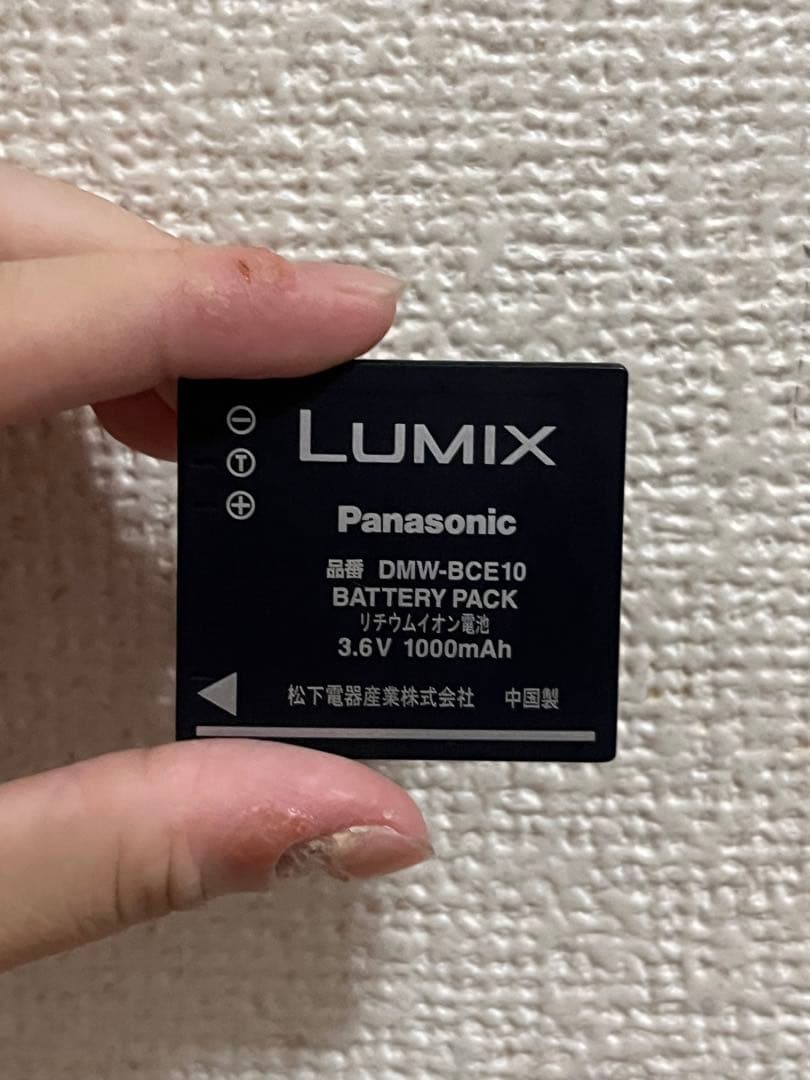 LUMIX
Panasonic
品番 DMW-BCE10
BATTERY PACK
リチウムイオン電池
3.6V 1000mAh
松下電器産業株式会社 中国製
⊖
Ⓣ
⊕